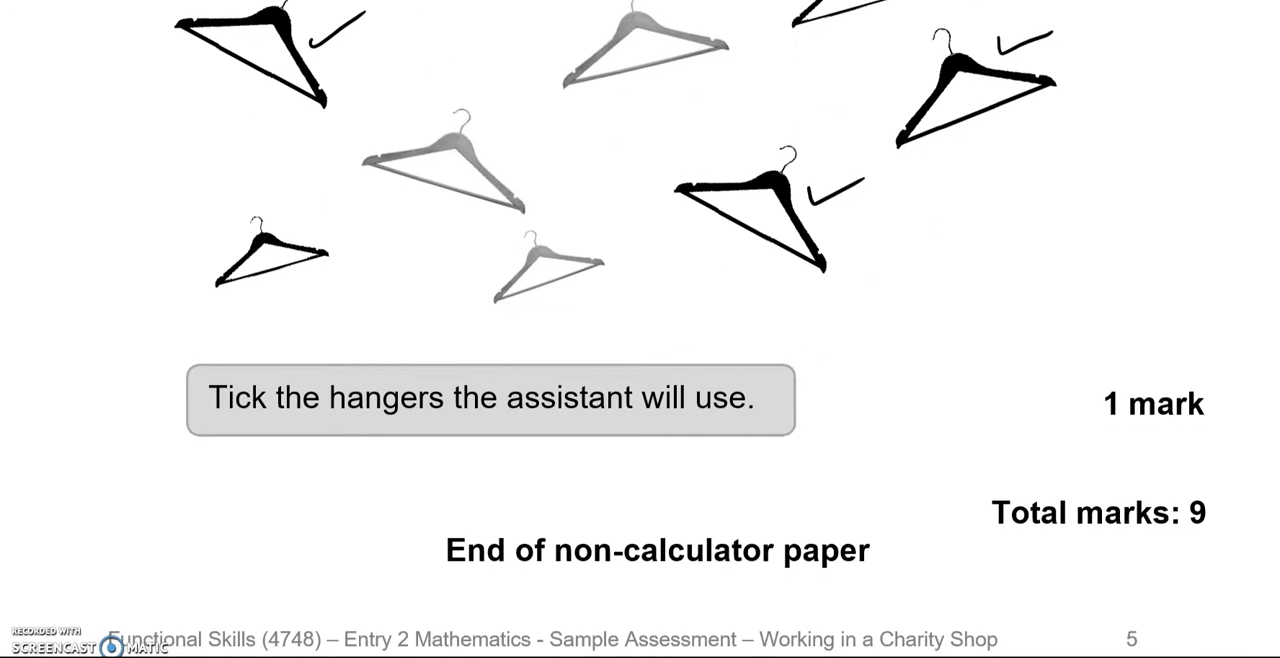 Tick the hangers the assistant will use.
1 mark
Total marks: 9
End of non-calculator paper
RECORDED WITH
SCREENCAST MATIC
Functional Skills (4748) – Entry 2 Mathematics - Sample Assessment – Working in a Charity Shop 5